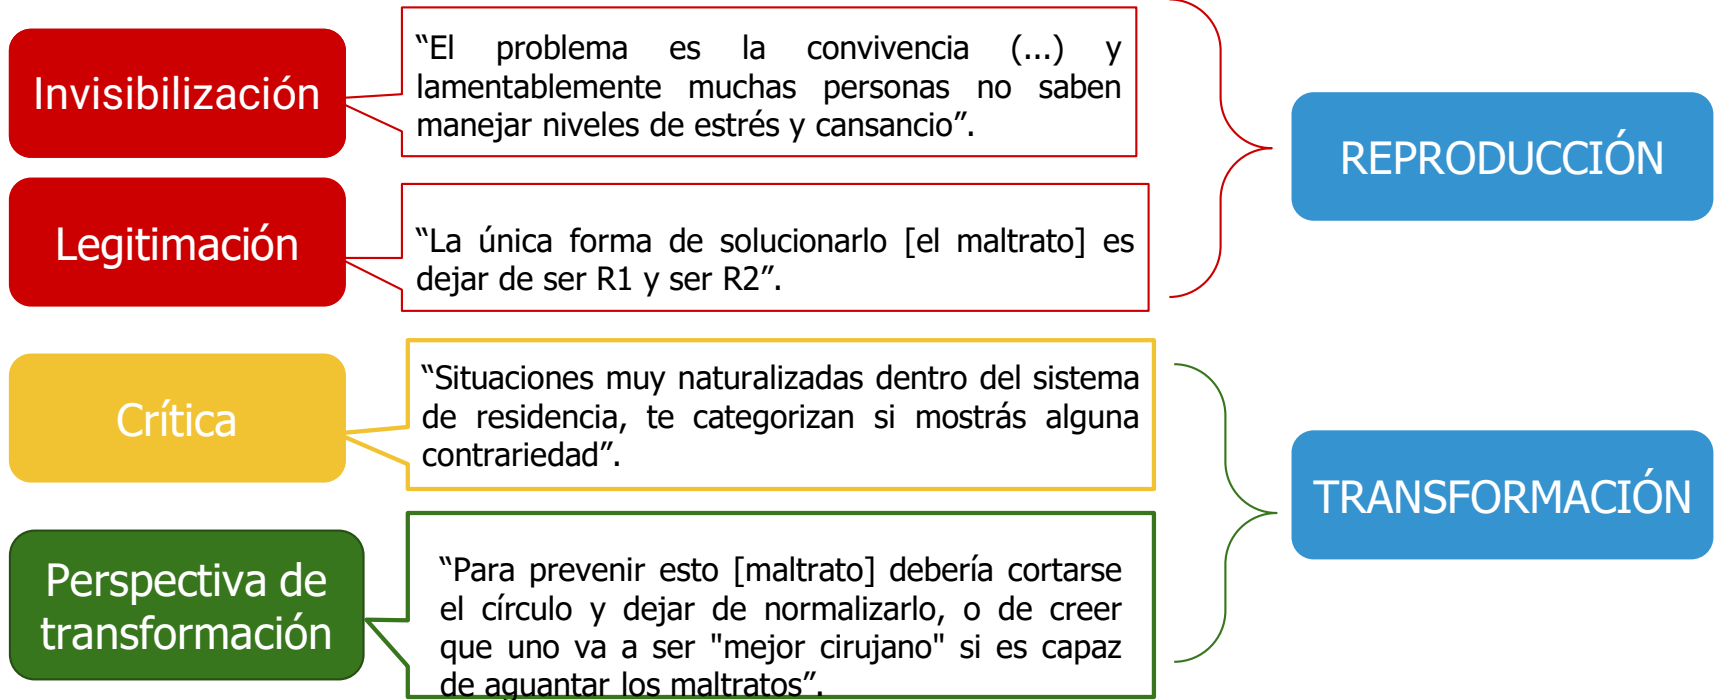 Invisibilización
“El problema es la convivencia (...) y
lamentablemente muchas personas no saben
manejar niveles de estrés y cansancio”.
Legitimación
“La única forma de solucionarlo [el maltrato] es
dejar de ser R1 y ser R2”.
REPRODUCCIÓN
Crítica
“Situaciones muy naturalizadas dentro del sistema
de residencia, te categorizan si mostrás alguna
contrariedad”.
Perspectiva de
transformación
“Para prevenir esto [maltrato] debería cortarse
el círculo y dejar de normalizarlo, o de creer
que uno va a ser "mejor cirujano" si es capaz
de aguantar los maltratos”.
TRANSFORMACIÓN